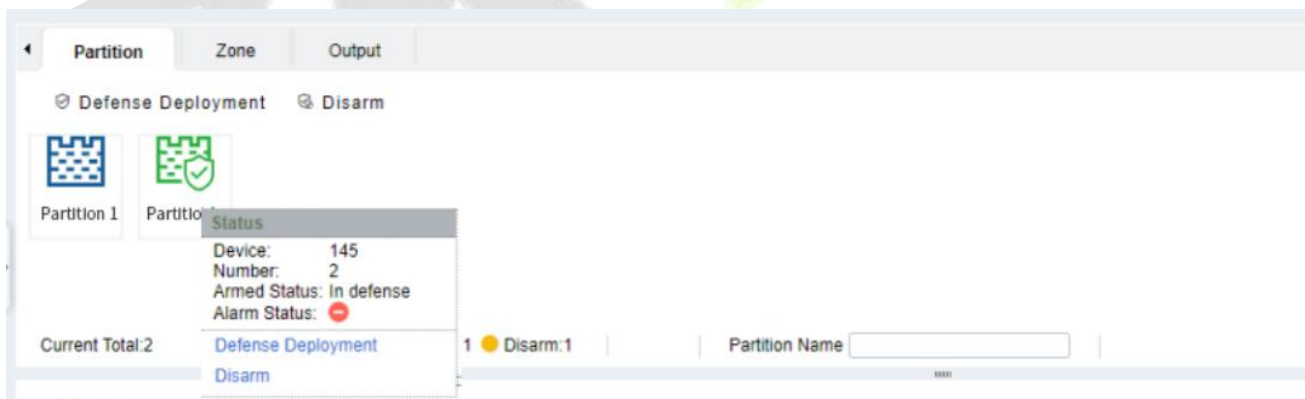 Partition Zone Output
Defense Deployment Disarm
Partition 1
Status
Device: 145
Number: 2
Armed Status: In defense
Alarm Status:
Defense Deployment
Disarm
Current Total:2
1 Disarm:1
Partition Name